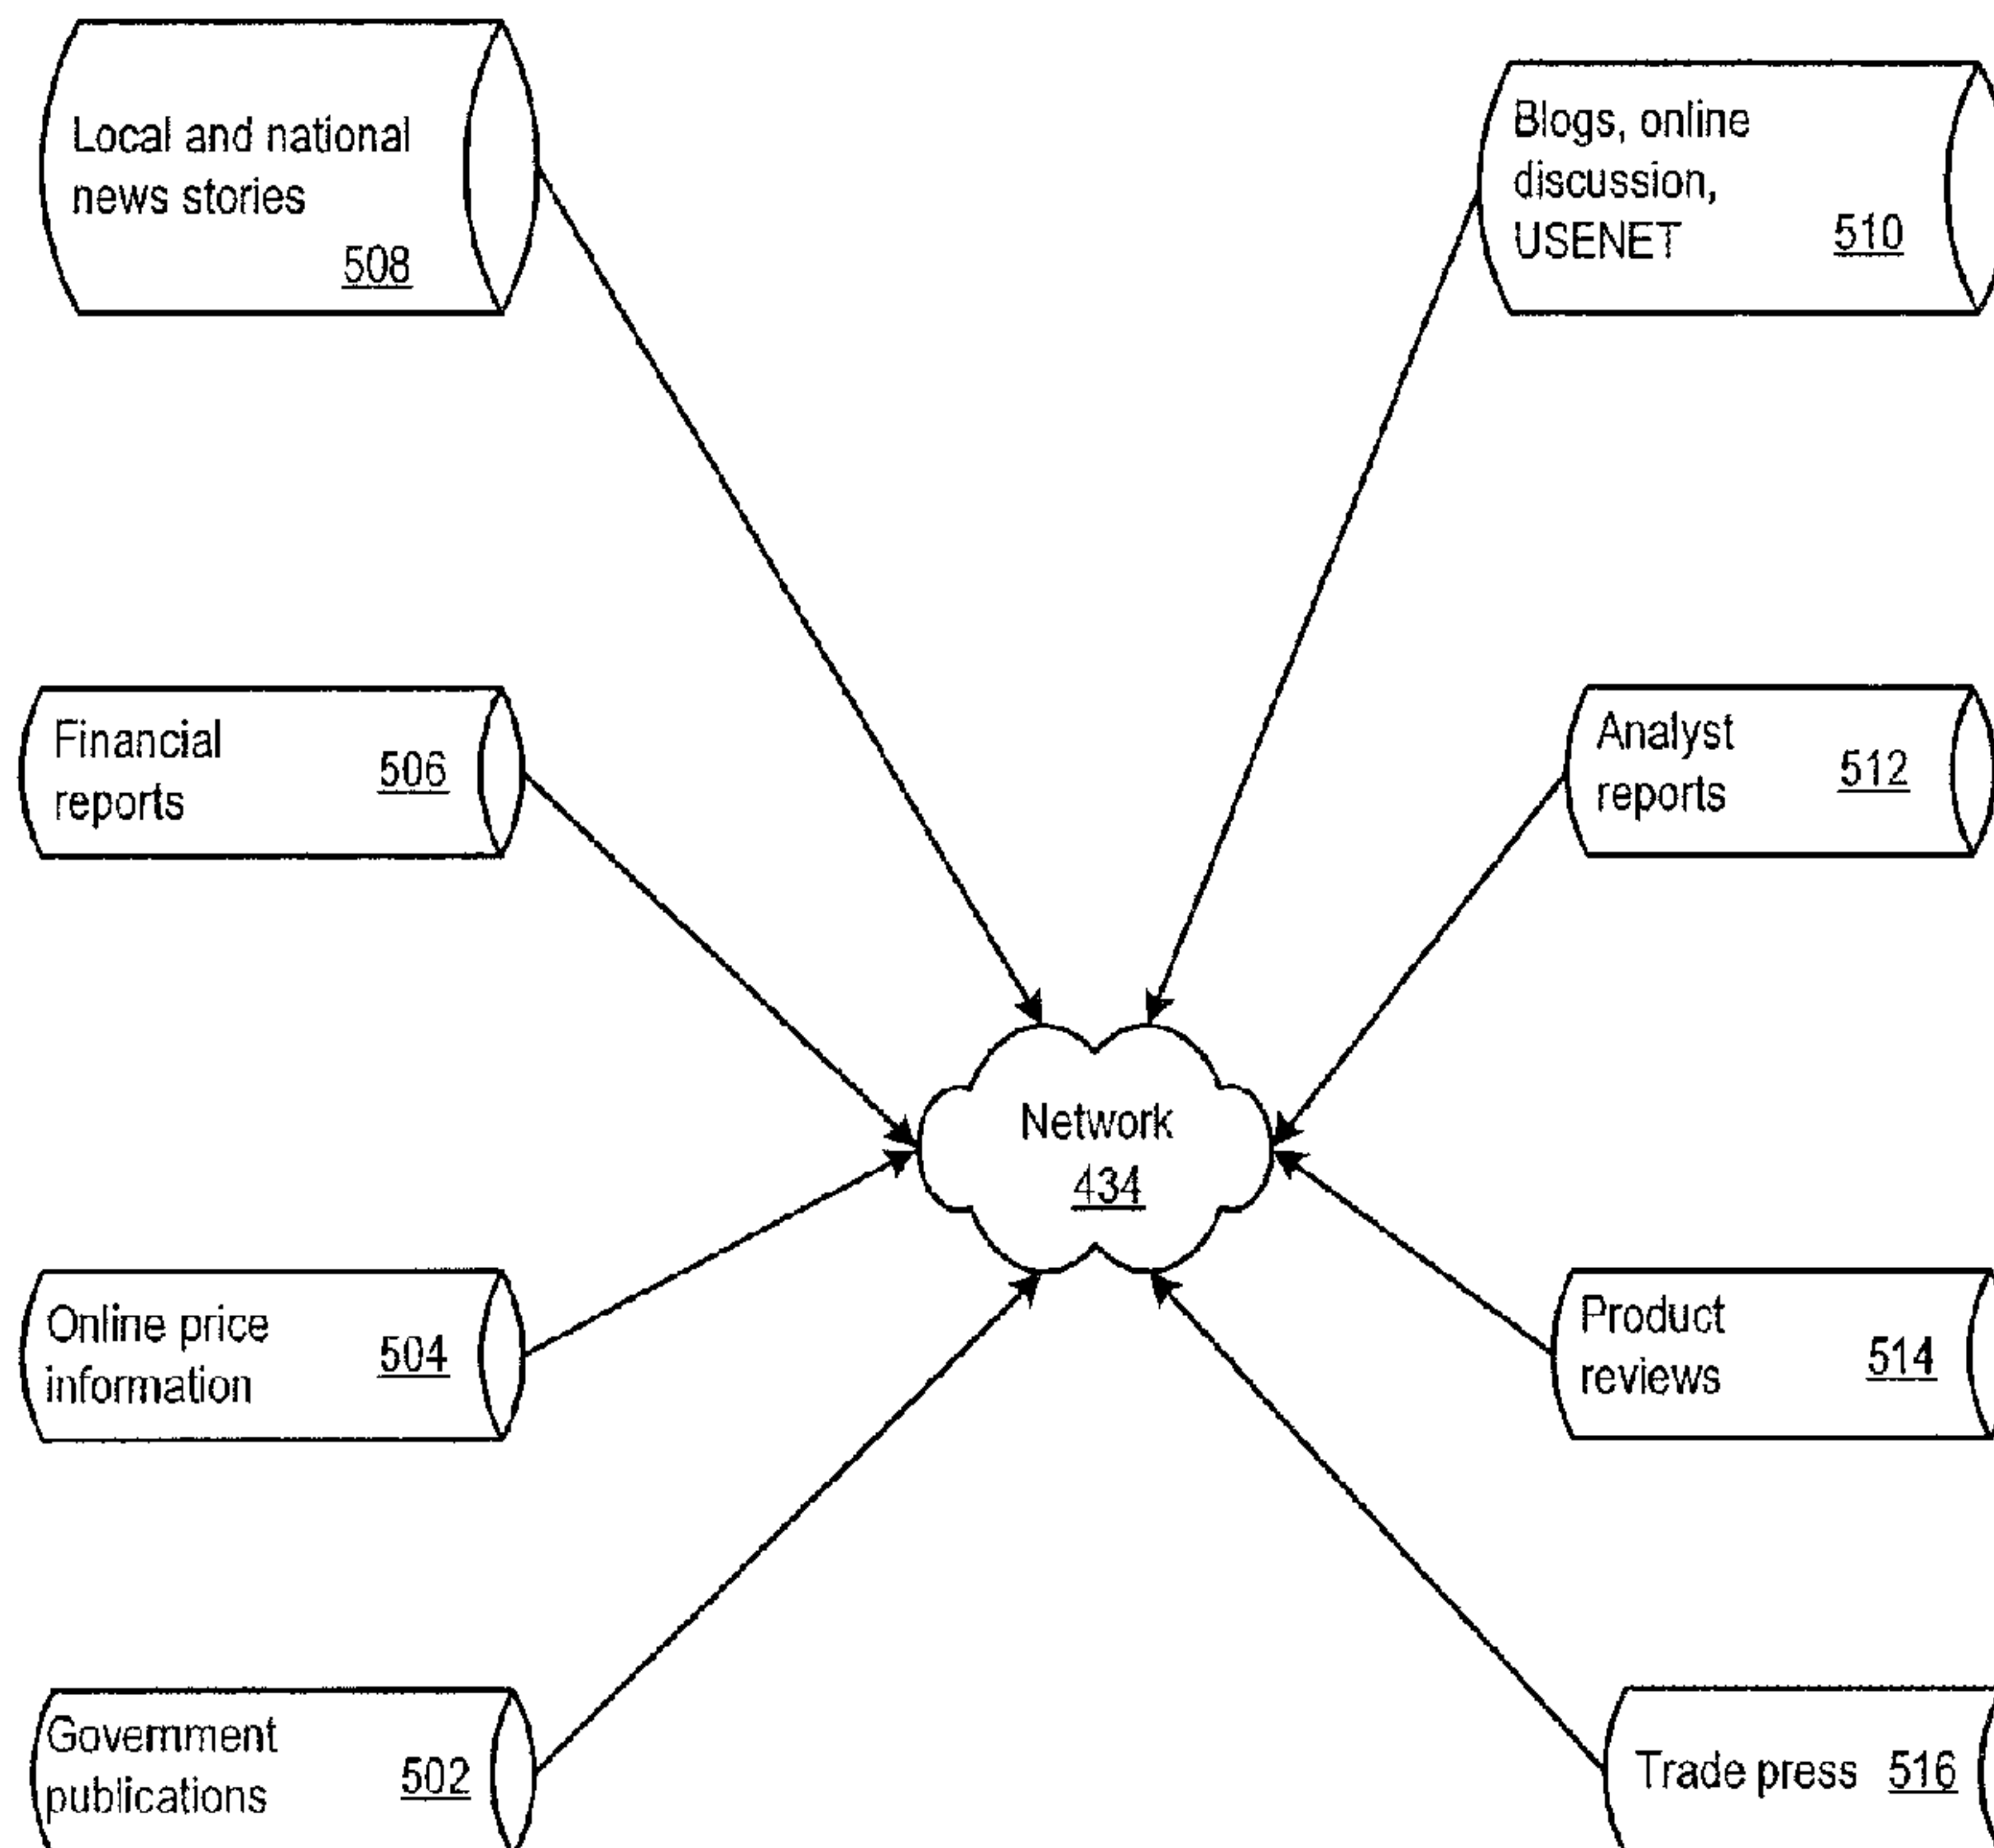 Local and national
news stories
508
Blogs, online
discussion,
USENET 510
Financial
reports 506
Analyst
reports 512
Network
434
Online price
information 504
Product
reviews 514
Government
publications 502
Trade press 516